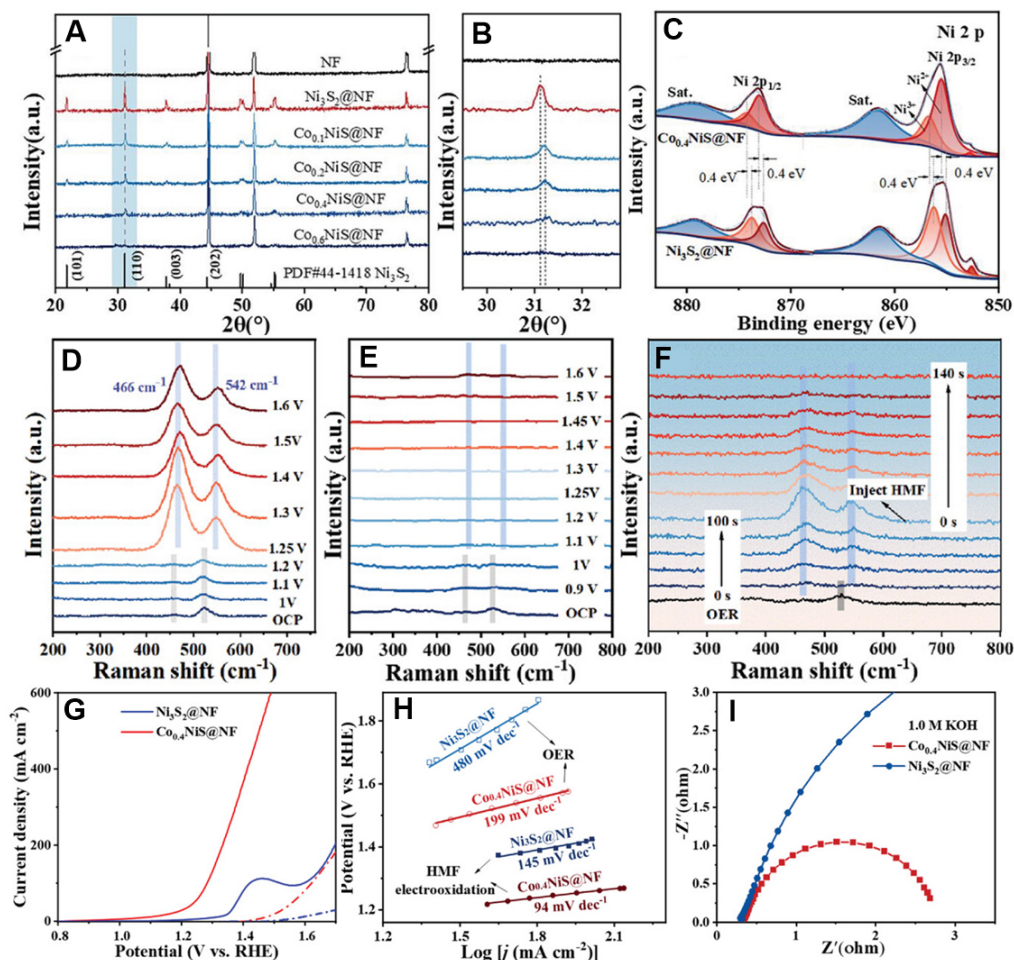 A
Intensity(a.u.)
NF
Ni₃S₂@NF
Co₀.₁NiS@NF
Co₀.₂NiS@NF
Co₀.₄NiS@NF
Co₀.₆NiS@NF
(101)
(110)
(003)
(202)
PDF#44-1418 Ni₃S₂
20 30 40 50 60 70 80
2θ(°)
B
Intensity(a.u.)
30 31 32
2θ(°)
C
Ni 2 p
Intensity (a.u.)
Sat.
Ni 2p₁/₂
Sat.
Ni³⁺
Ni²⁺
Ni 2p₃/₂
Co₀.₄NiS@NF
0.4 eV
0.4 eV
0.4 eV
0.4 eV
Ni₃S₂@NF
880 870 860 850
Binding energy (eV)
D
Intensity (a.u.)
466 cm⁻¹
542 cm⁻¹
1.6 V
1.5V
1.4 V
1.3 V
1.25V
1.2 V
1.1 V
1V
OCP
200 300 400 500 600 700
Raman shift (cm⁻¹)
E
Intensity (a.u.)
1.6 V
1.5 V
1.45 V
1.4 V
1.3 V
1.25V
1.2 V
1.1 V
1V
0.9 V
OCP
200 300 400 500 600 700 800
Raman shift (cm⁻¹)
F
Intensity (a.u.)
140 s
Inject HMF
0 s
100 s
0 s
OER
200 300 400 500 600 700 800
Raman shift (cm⁻¹)
G
Current density (mA cm⁻²)
600
400
200
0
Ni₃S₂@NF
Co₀.₄NiS@NF
0.8 1.0 1.2 1.4 1.6
Potential (V vs. RHE)
H
Potential (V vs. RHE)
1.8
1.6
1.4
1.2
Ni₃S₂@NF
480 mV dec⁻¹
OER
Co₀.₄NiS@NF
199 mV dec⁻¹
Ni₃S₂@NF
145 mV dec⁻¹
HMF
electrooxidation
Co₀.₄NiS@NF
94 mV dec⁻¹
1.2 1.5 1.8 2.1 2.4
Log [j (mA cm⁻²)]
I
-Z''(ohm)
3.0
2.5
2.0
1.5
1.0
0.5
0.0
1.0 M KOH
Co₀.₄NiS@NF
Ni₃S₂@NF
0 1 2 3
Z'(ohm)